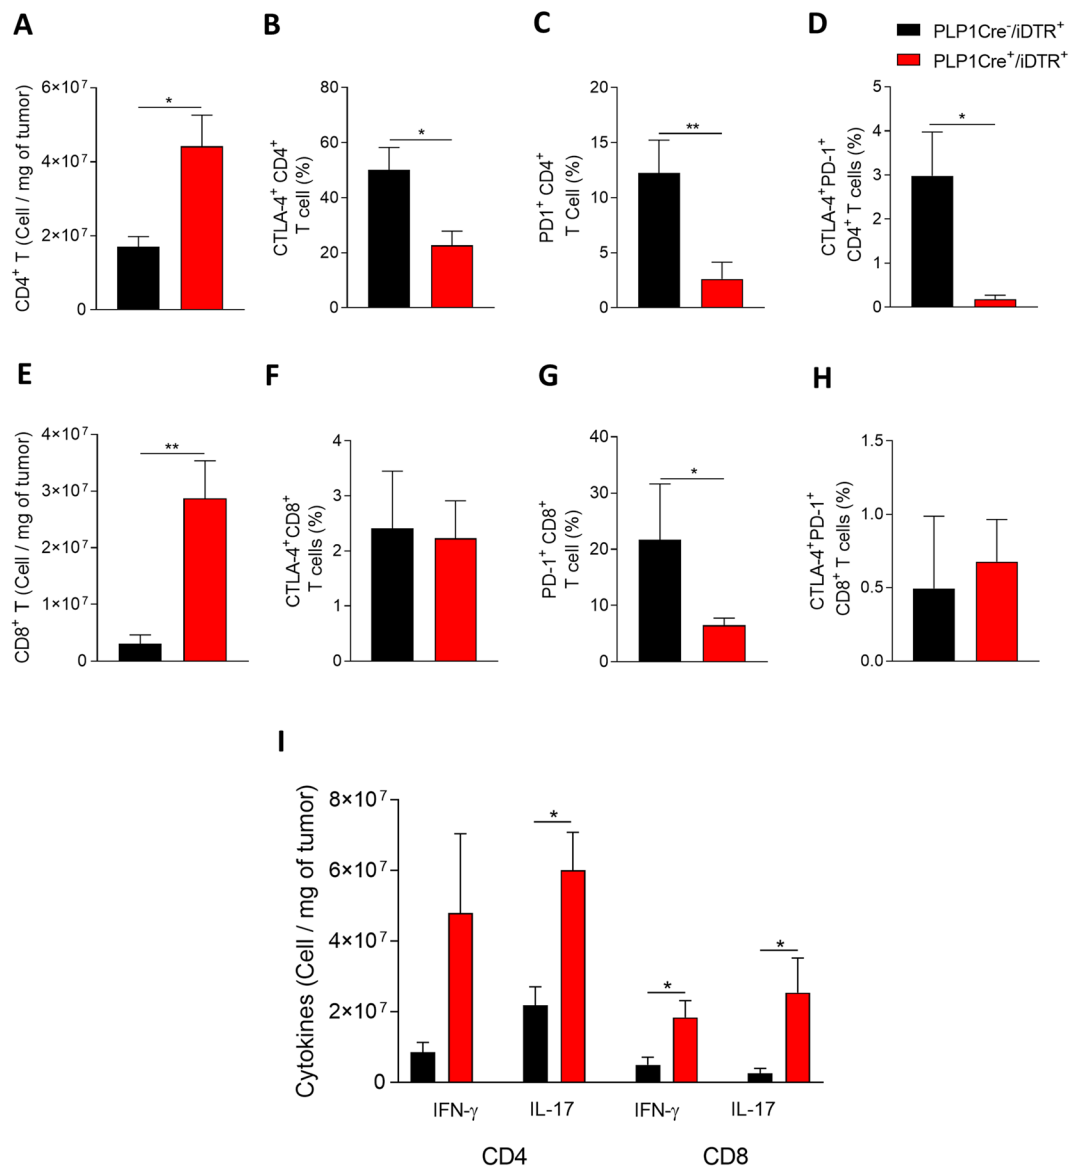 A
B
C
D
PLP1Cre⁻/iDTR⁺
PLP1Cre⁺/iDTR⁺
CD4⁺ T (Cell / mg of tumor)
6×10⁷
4×10⁷
2×10⁷
0
*
CTLA-4⁺ CD4⁺
T cell (%)
80
60
40
20
0
*
PD1⁺ CD4⁺
T Cell (%)
20
15
10
5
0
**
CTLA-4⁺PD-1⁺
CD4⁺ T cells (%)
5
4
3
2
1
0
*
E
F
G
H
CD8⁺ T (Cell / mg of tumor)
4×10⁷
3×10⁷
2×10⁷
1×10⁷
0
**
CTLA-4⁺CD8⁺
T cells (%)
4
3
2
1
0
PD-1⁺ CD8⁺
T cell (%)
40
30
20
10
0
*
CTLA-4⁺PD-1⁺
CD8⁺ T cells (%)
1.5
1.0
0.5
0.0
I
Cytokines (Cell / mg of tumor)
8×10⁷
6×10⁷
4×10⁷
2×10⁷
0
*
*
*
IFN-γ
IL-17
IFN-γ
IL-17
CD4
CD8